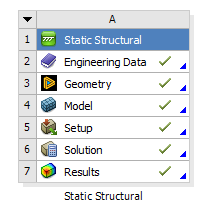 A
1 Static Structural
2 Engineering Data
3 Geometry
4 Model
5 Setup
6 Solution
7 Results
Static Structural